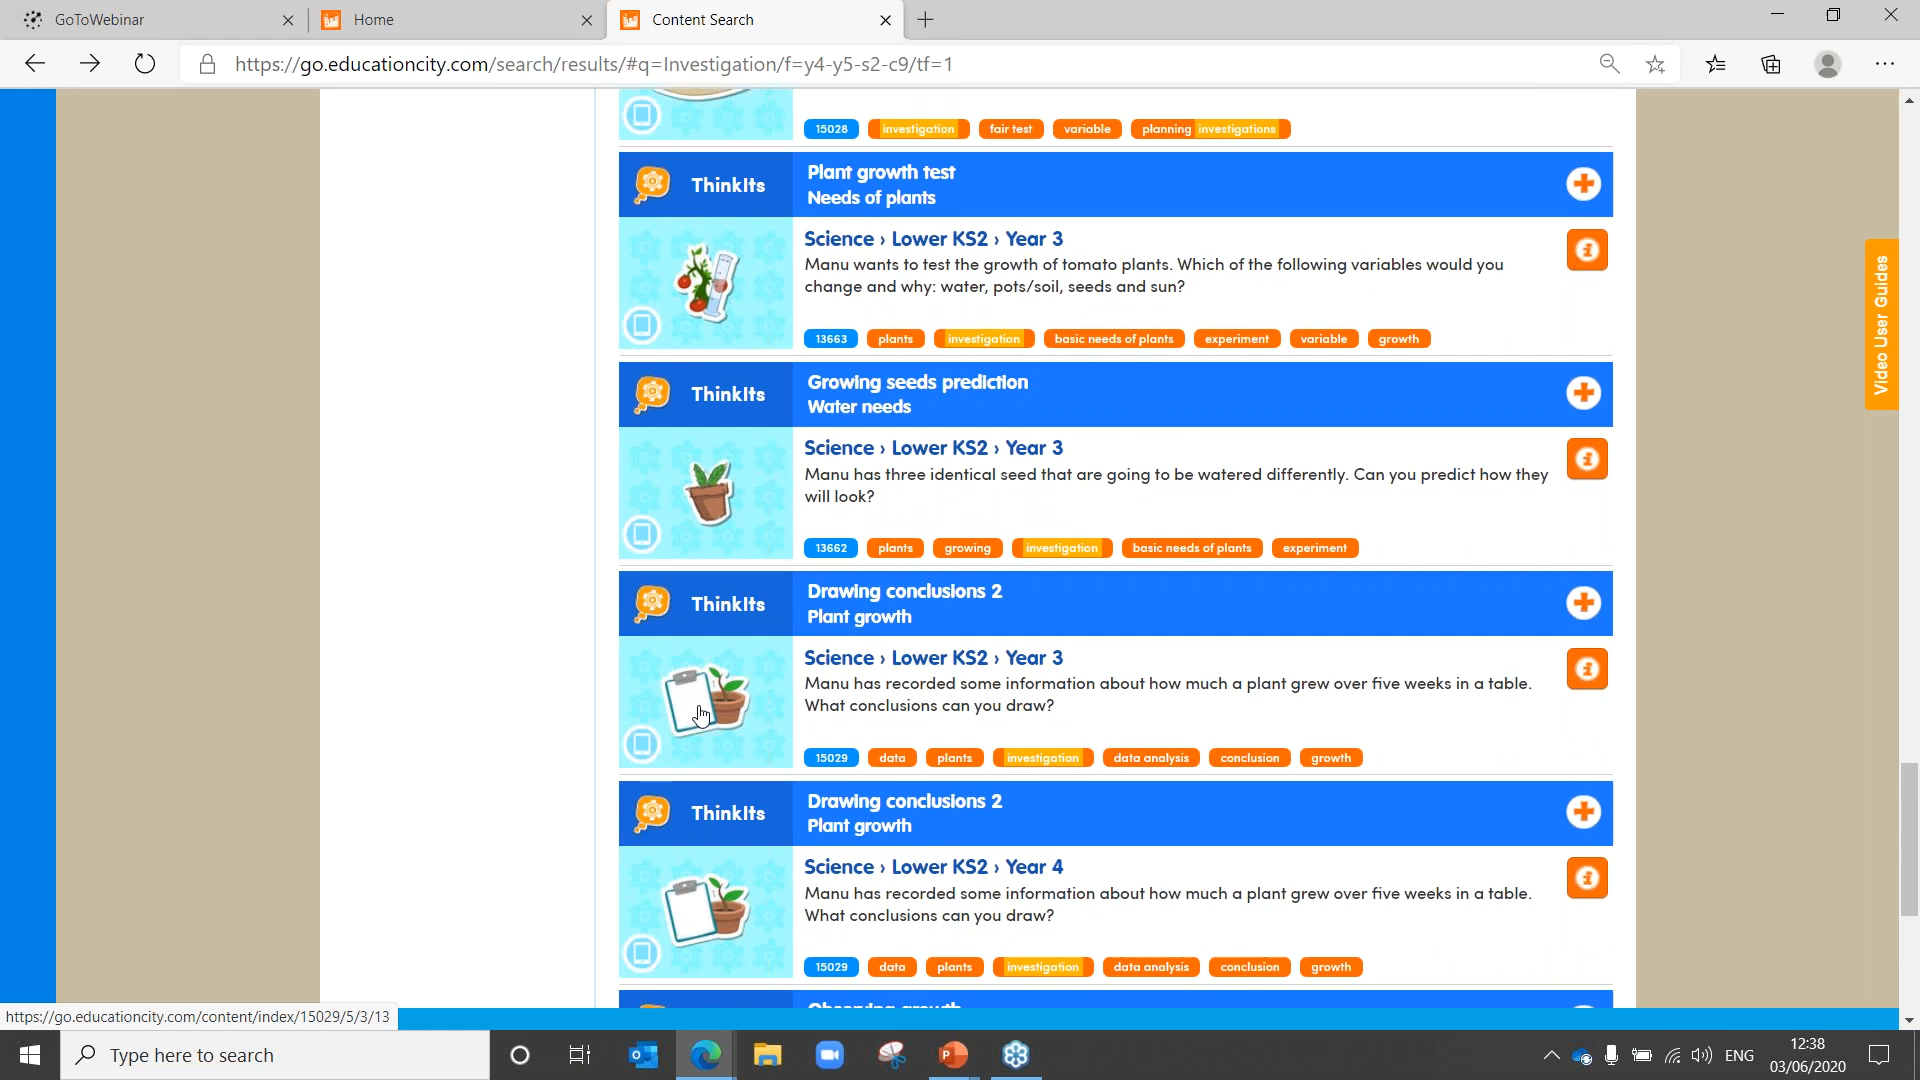 GoToWebinar
Home
Content Search
https://go.educationcity.com/search/results/#q=Investigation/f=y4-y5-s2-c9/tf=1
15028 investigation fair test variable planning investigations
ThinkIts
Plant growth test
Needs of plants
Science › Lower KS2 › Year 3
Manu wants to test the growth of tomato plants. Which of the following variables would you
change and why: water, pots/soil, seeds and sun?
13663 plants investigation basic needs of plants experiment variable growth
ThinkIts
Growing seeds prediction
Water needs
Science › Lower KS2 › Year 3
Manu has three identical seed that are going to be watered differently. Can you predict how they
will look?
13662 plants growing investigation basic needs of plants experiment
ThinkIts
Drawing conclusions 2
Plant growth
Science › Lower KS2 › Year 3
Manu has recorded some information about how much a plant grew over five weeks in a table.
What conclusions can you draw?
15029 data plants investigation data analysis conclusion growth
ThinkIts
Drawing conclusions 2
Plant growth
Science › Lower KS2 › Year 4
Manu has recorded some information about how much a plant grew over five weeks in a table.
What conclusions can you draw?
15029 data plants investigation data analysis conclusion growth
Observing growth
Video User Guides
https://go.educationcity.com/content/index/15029/5/3/13
Type here to search
ENG
12:38
03/06/2020